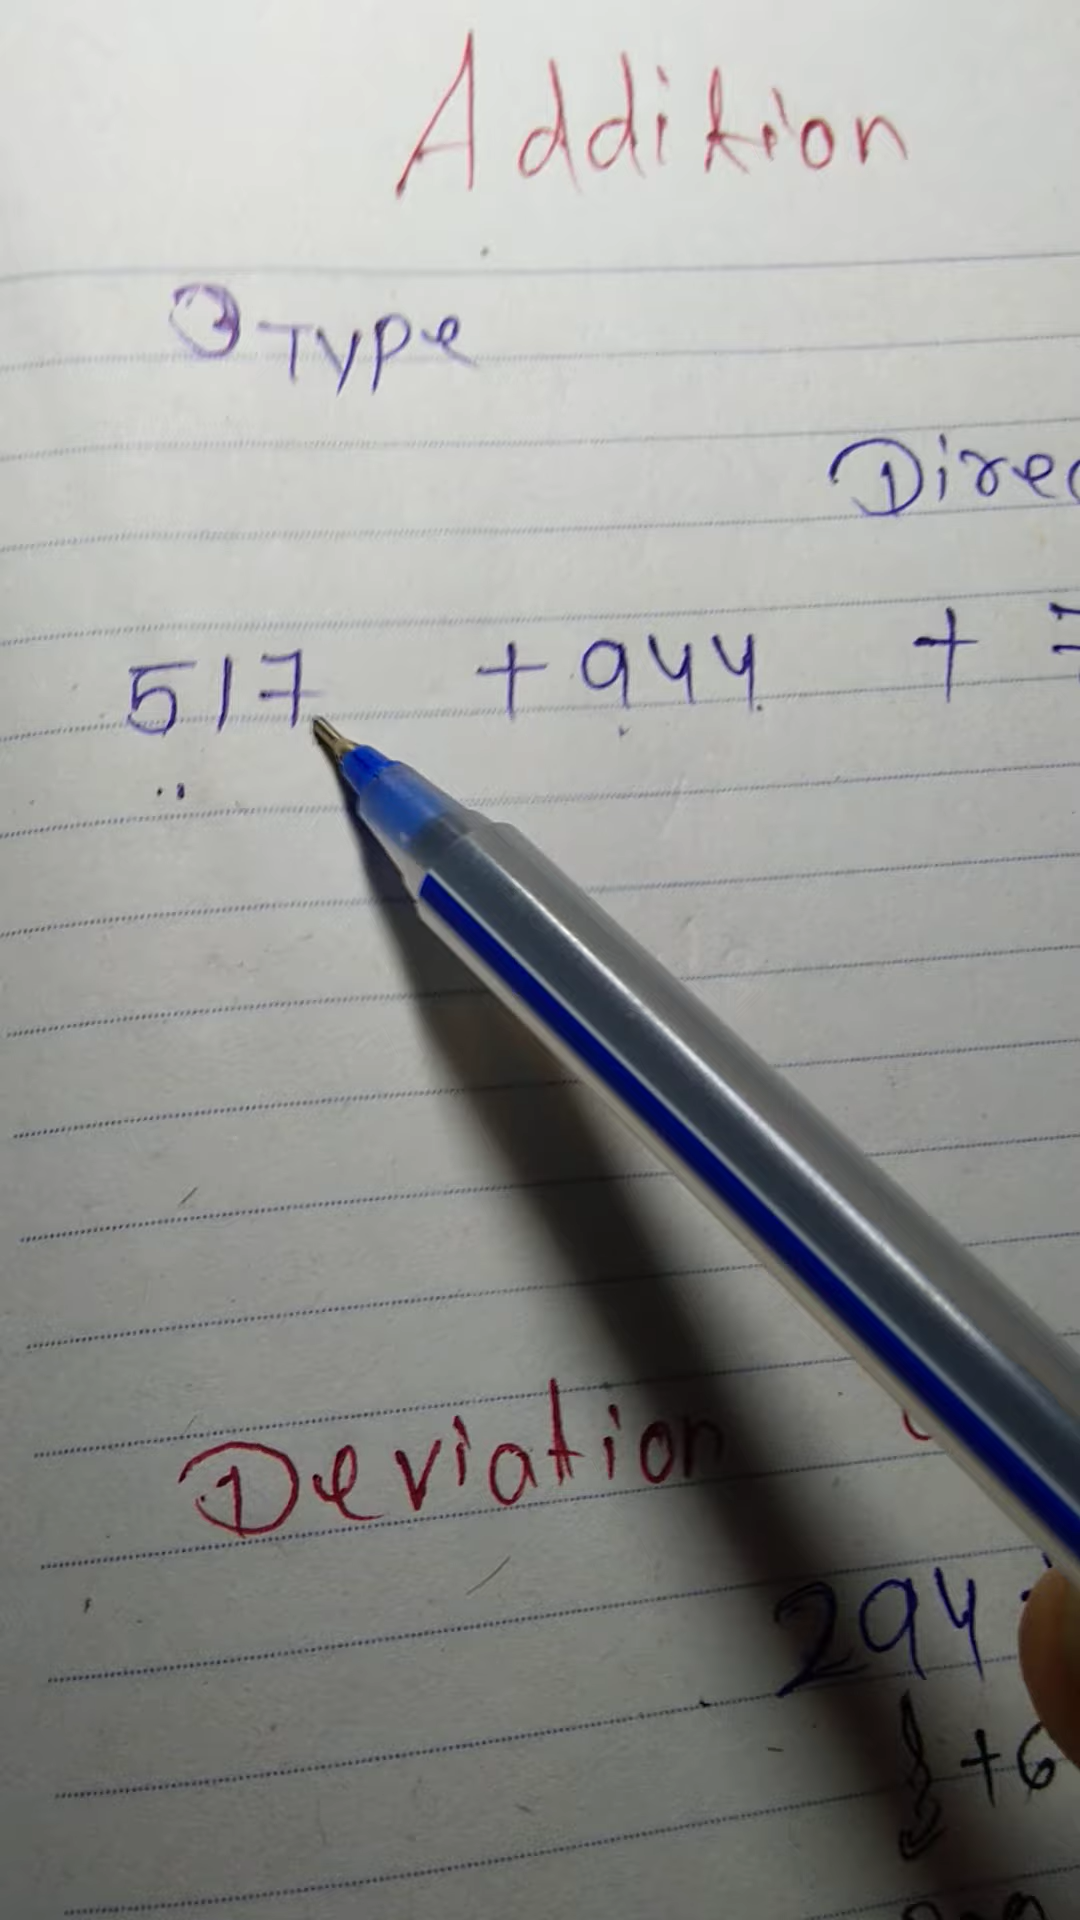 Addition
③ Type
Direc
517 + 944 +
Deviation
294
+6